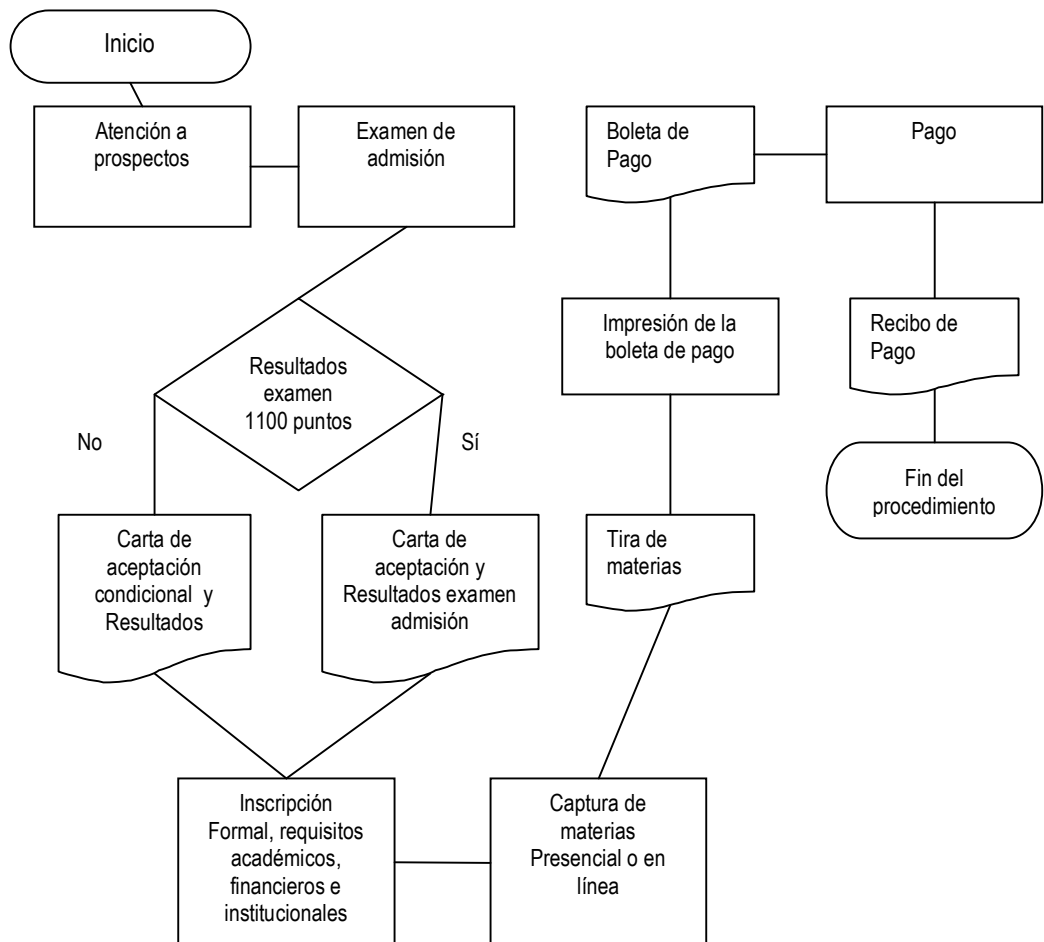 Inicio
Atención a
prospectos
Examen de
admisión
Resultados
examen
1100 puntos
No
Sí
Carta de
aceptación
condicional y
Resultados
Carta de
aceptación y
Resultados examen
admisión
Inscripción
Formal, requisitos
académicos,
financieros e
institucionales
Captura de
materias
Presencial o en
línea
Tira de
materias
Impresión de la
boleta de pago
Boleta de
Pago
Pago
Recibo de
Pago
Fin del
procedimiento